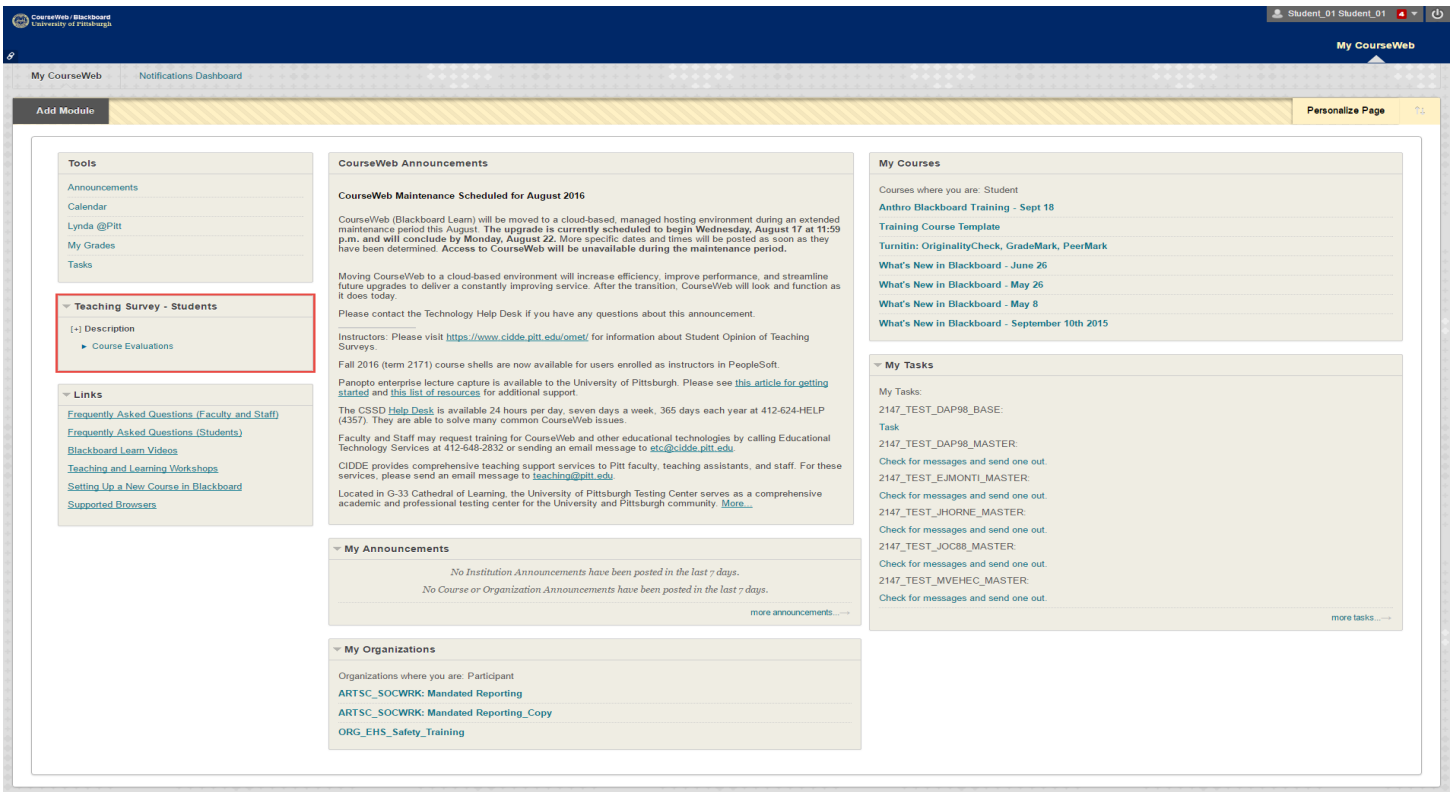 CourseWeb / Blackboard
University of Pittsburgh
Student_01 Student_01
4
My CourseWeb
My CourseWeb
Notifications Dashboard
Add Module
Personalize Page
Tools
Announcements
Calendar
Lynda @Pitt
My Grades
Tasks
Teaching Survey - Students
[+] Description
Course Evaluations
Links
Frequently Asked Questions (Faculty and Staff)
Frequently Asked Questions (Students)
Blackboard Learn Videos
Teaching and Learning Workshops
Setting Up a New Course in Blackboard
Supported Browsers
CourseWeb Announcements
CourseWeb Maintenance Scheduled for August 2016
CourseWeb (Blackboard Learn) will be moved to a cloud-based, managed hosting environment during an extended
maintenance period this August. The upgrade is currently scheduled to begin Wednesday, August 17 at 11:59
p.m. and will conclude by Monday, August 22. More specific dates and times will be posted as soon as they
have been determined. Access to CourseWeb will be unavailable during the maintenance period.
Moving CourseWeb to a cloud-based environment will increase efficiency, improve performance, and streamline
future upgrades to deliver a constantly improving service. After the transition, CourseWeb will look and function as
it does today.
Please contact the Technology Help Desk if you have any questions about this announcement.
Instructors: Please visit https://www.cidde.pitt.edu/omet/ for information about Student Opinion of Teaching
Surveys.
Fall 2016 (term 2171) course shells are now available for users enrolled as instructors in PeopleSoft.
Panopto enterprise lecture capture is available to the University of Pittsburgh. Please see this article for getting
started and this list of resources for additional support.
The CSSD Help Desk is available 24 hours per day, seven days a week, 365 days each year at 412-624-HELP
(4357). They are able to solve many common CourseWeb issues.
Faculty and Staff may request training for CourseWeb and other educational technologies by calling Educational
Technology Services at 412-648-2832 or sending an email message to etc@cidde.pitt.edu.
CIDDE provides comprehensive teaching support services to Pitt faculty, teaching assistants, and staff. For these
services, please send an email message to teaching@pitt.edu.
Located in G-33 Cathedral of Learning, the University of Pittsburgh Testing Center serves as a comprehensive
academic and professional testing center for the University and Pittsburgh community. More...
My Announcements
No Institution Announcements have been posted in the last 7 days.
No Course or Organization Announcements have been posted in the last 7 days.
more announcements...→
My Organizations
Organizations where you are: Participant
ARTSC_SOCWRK: Mandated Reporting
ARTSC_SOCWRK: Mandated Reporting_Copy
ORG_EHS_Safety_Training
My Courses
Courses where you are: Student
Anthro Blackboard Training - Sept 18
Training Course Template
Turnitin: OriginalityCheck, GradeMark, PeerMark
What's New in Blackboard - June 26
What's New in Blackboard - May 26
What's New in Blackboard - May 8
What's New in Blackboard - September 10th 2015
My Tasks
My Tasks:
2147_TEST_DAP98_BASE:
Task
2147_TEST_DAP98_MASTER:
Check for messages and send one out.
2147_TEST_EJMONTI_MASTER:
Check for messages and send one out.
2147_TEST_JHORNE_MASTER:
Check for messages and send one out.
2147_TEST_JOC88_MASTER:
Check for messages and send one out.
2147_TEST_MVEHEC_MASTER:
Check for messages and send one out.
more tasks...→